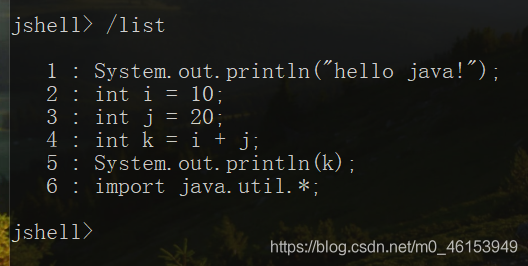 jshell> /list
1 : System.out.println("hello java!");
2 : int i = 10;
3 : int j = 20;
4 : int k = i + j;
5 : System.out.println(k);
6 : import java.util.*;
jshell>
https://blog.csdn.net/m0_46153949